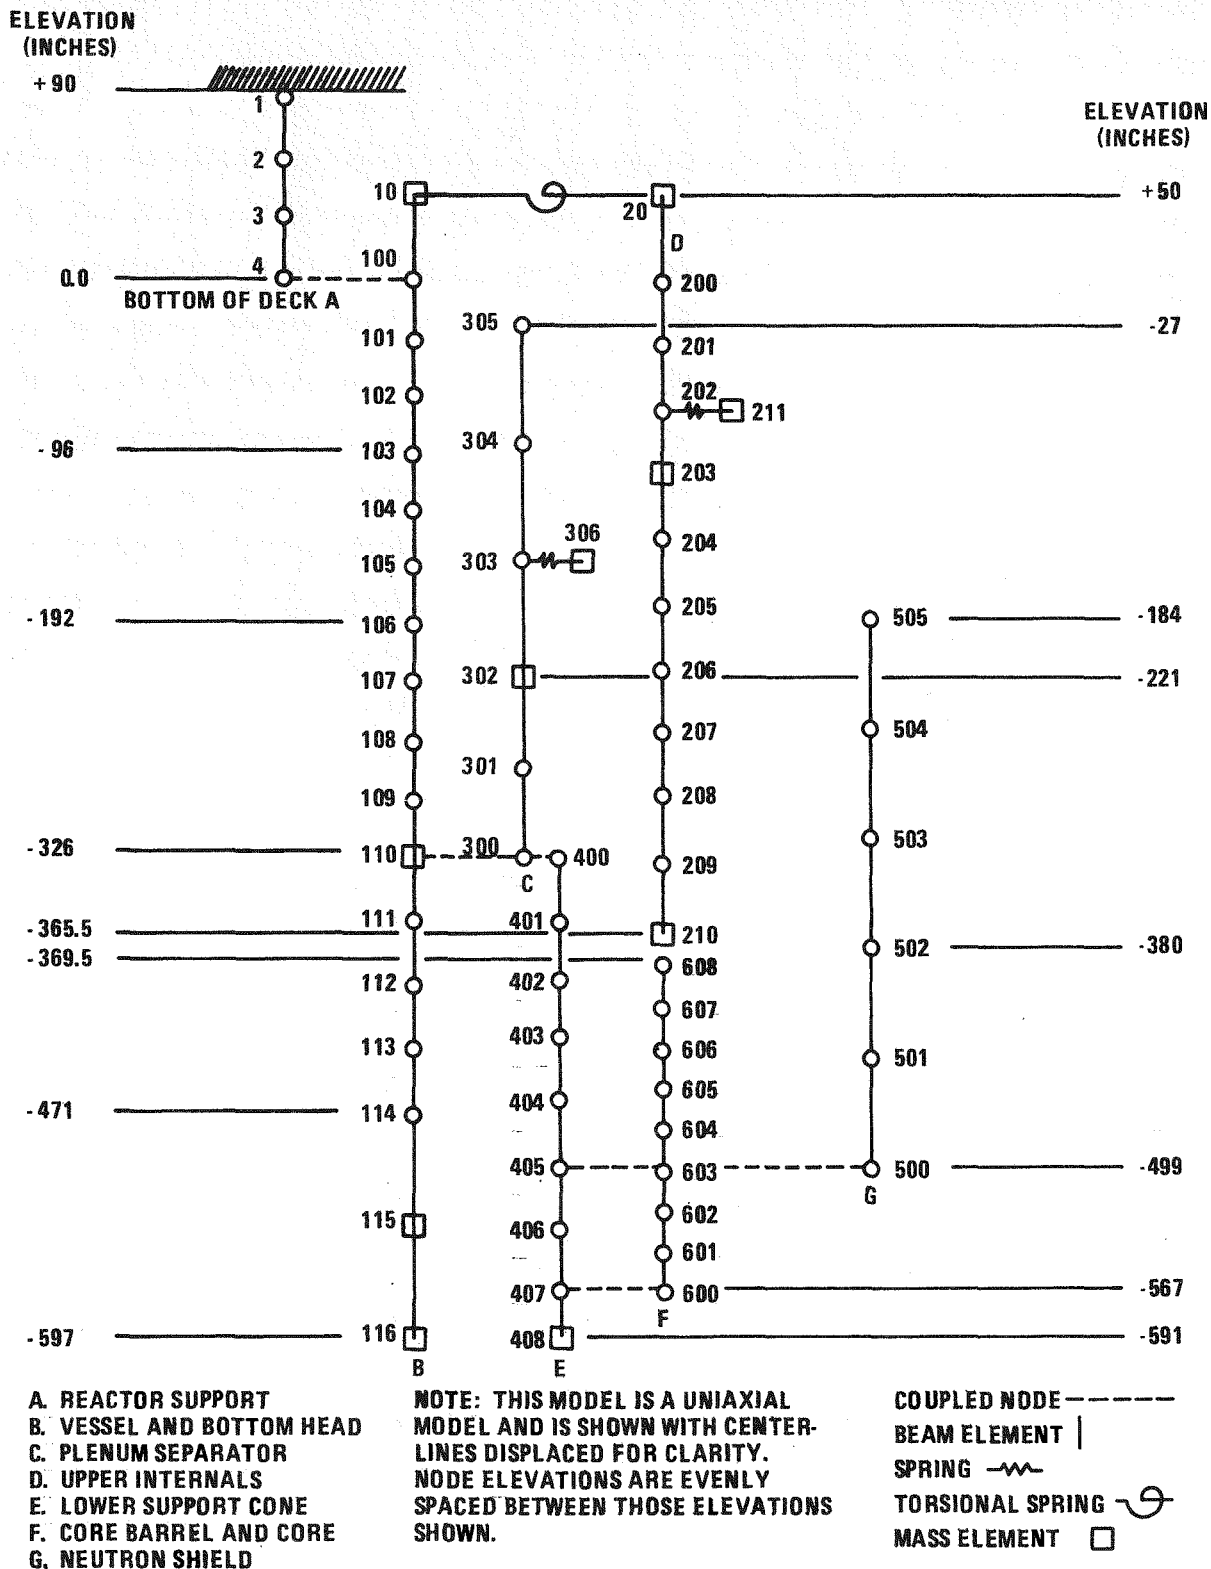 ELEVATION
(INCHES)
+ 90
1
ELEVATION
(INCHES)
2
10
+50
20
3
D
4
100
0.0
200
BOTTOM OF DECK A
305
-27
101
201
202
102
211
304
- 96
103
203
306
104
204
303
105
205
- 192
106
505
-184
302
206
-221
107
207
504
108
301
208
109
503
- 326
110
300
400
209
C
111
401
- 365.5
210
502
-380
- 369.5
608
112
402
607
403
113
606
501
605
404
- 471
114
604
405
603
500
-499
G
602
115
406
601
407
600
-567
F
- 597
116
408
-591
B
E
A. REACTOR SUPPORT
B. VESSEL AND BOTTOM HEAD
C. PLENUM SEPARATOR
D. UPPER INTERNALS
E. LOWER SUPPORT CONE
F. CORE BARREL AND CORE
G. NEUTRON SHIELD
NOTE: THIS MODEL IS A UNIAXIAL
MODEL AND IS SHOWN WITH CENTER-
LINES DISPLACED FOR CLARITY.
NODE ELEVATIONS ARE EVENLY
SPACED BETWEEN THOSE ELEVATIONS
SHOWN.
COUPLED NODE
BEAM ELEMENT
SPRING
TORSIONAL SPRING
MASS ELEMENT